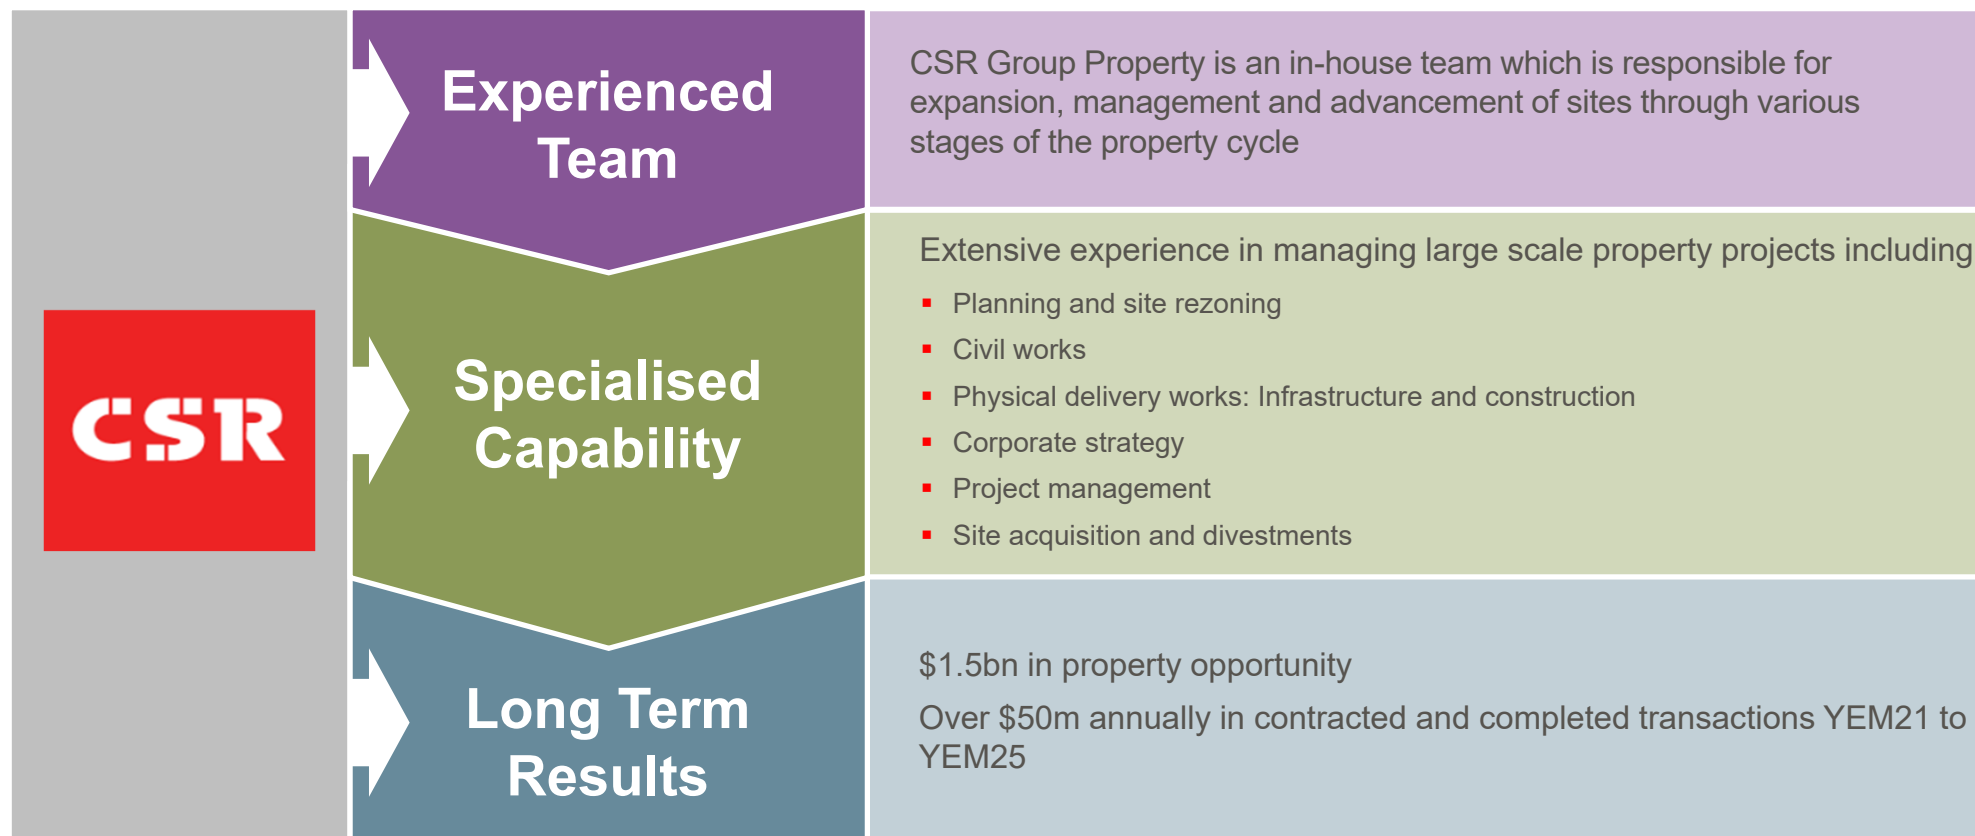 CSR
Experienced
Team
CSR Group Property is an in-house team which is responsible for
expansion, management and advancement of sites through various
stages of the property cycle
Specialised
Capability
Extensive experience in managing large scale property projects including
Planning and site rezoning
Civil works
Physical delivery works: Infrastructure and construction
Corporate strategy
Project management
Site acquisition and divestments
Long Term
Results
$1.5bn in property opportunity
Over $50m annually in contracted and completed transactions YEM21 to
YEM25